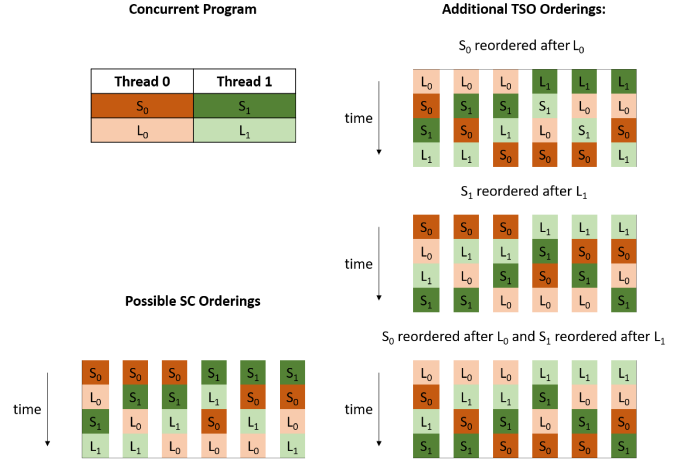 Concurrent Program
Thread 0 Thread 1
S₀ S₁
L₀ L₁
Possible SC Orderings
time
S₀ S₀ S₀ S₁ S₁ S₁
L₀ S₁ S₁ L₁ S₀ S₀
S₁ L₀ L₁ S₀ L₁ L₀
L₁ L₁ L₀ L₀ L₀ L₁
Additional TSO Orderings:
S₀ reordered after L₀
time
L₀ L₀ L₀ L₁ L₁ L₁
S₀ S₁ S₁ S₁ L₀ L₀
S₁ S₀ L₁ L₀ S₁ S₀
L₁ L₁ S₀ S₀ S₀ L₁
S₁ reordered after L₁
time
S₀ S₀ S₀ L₁ L₁ L₁
L₀ L₁ L₁ S₁ S₀ S₀
L₁ L₀ S₁ S₀ S₁ L₀
S₁ S₁ L₀ L₀ L₀ S₁
S₀ reordered after L₀ and S₁ reordered after L₁
time
L₀ L₀ L₀ L₁ L₁ L₁
S₀ L₁ L₁ S₁ L₀ L₀
L₁ S₀ S₁ L₀ S₁ S₀
S₁ S₁ S₀ S₀ S₀ S₁